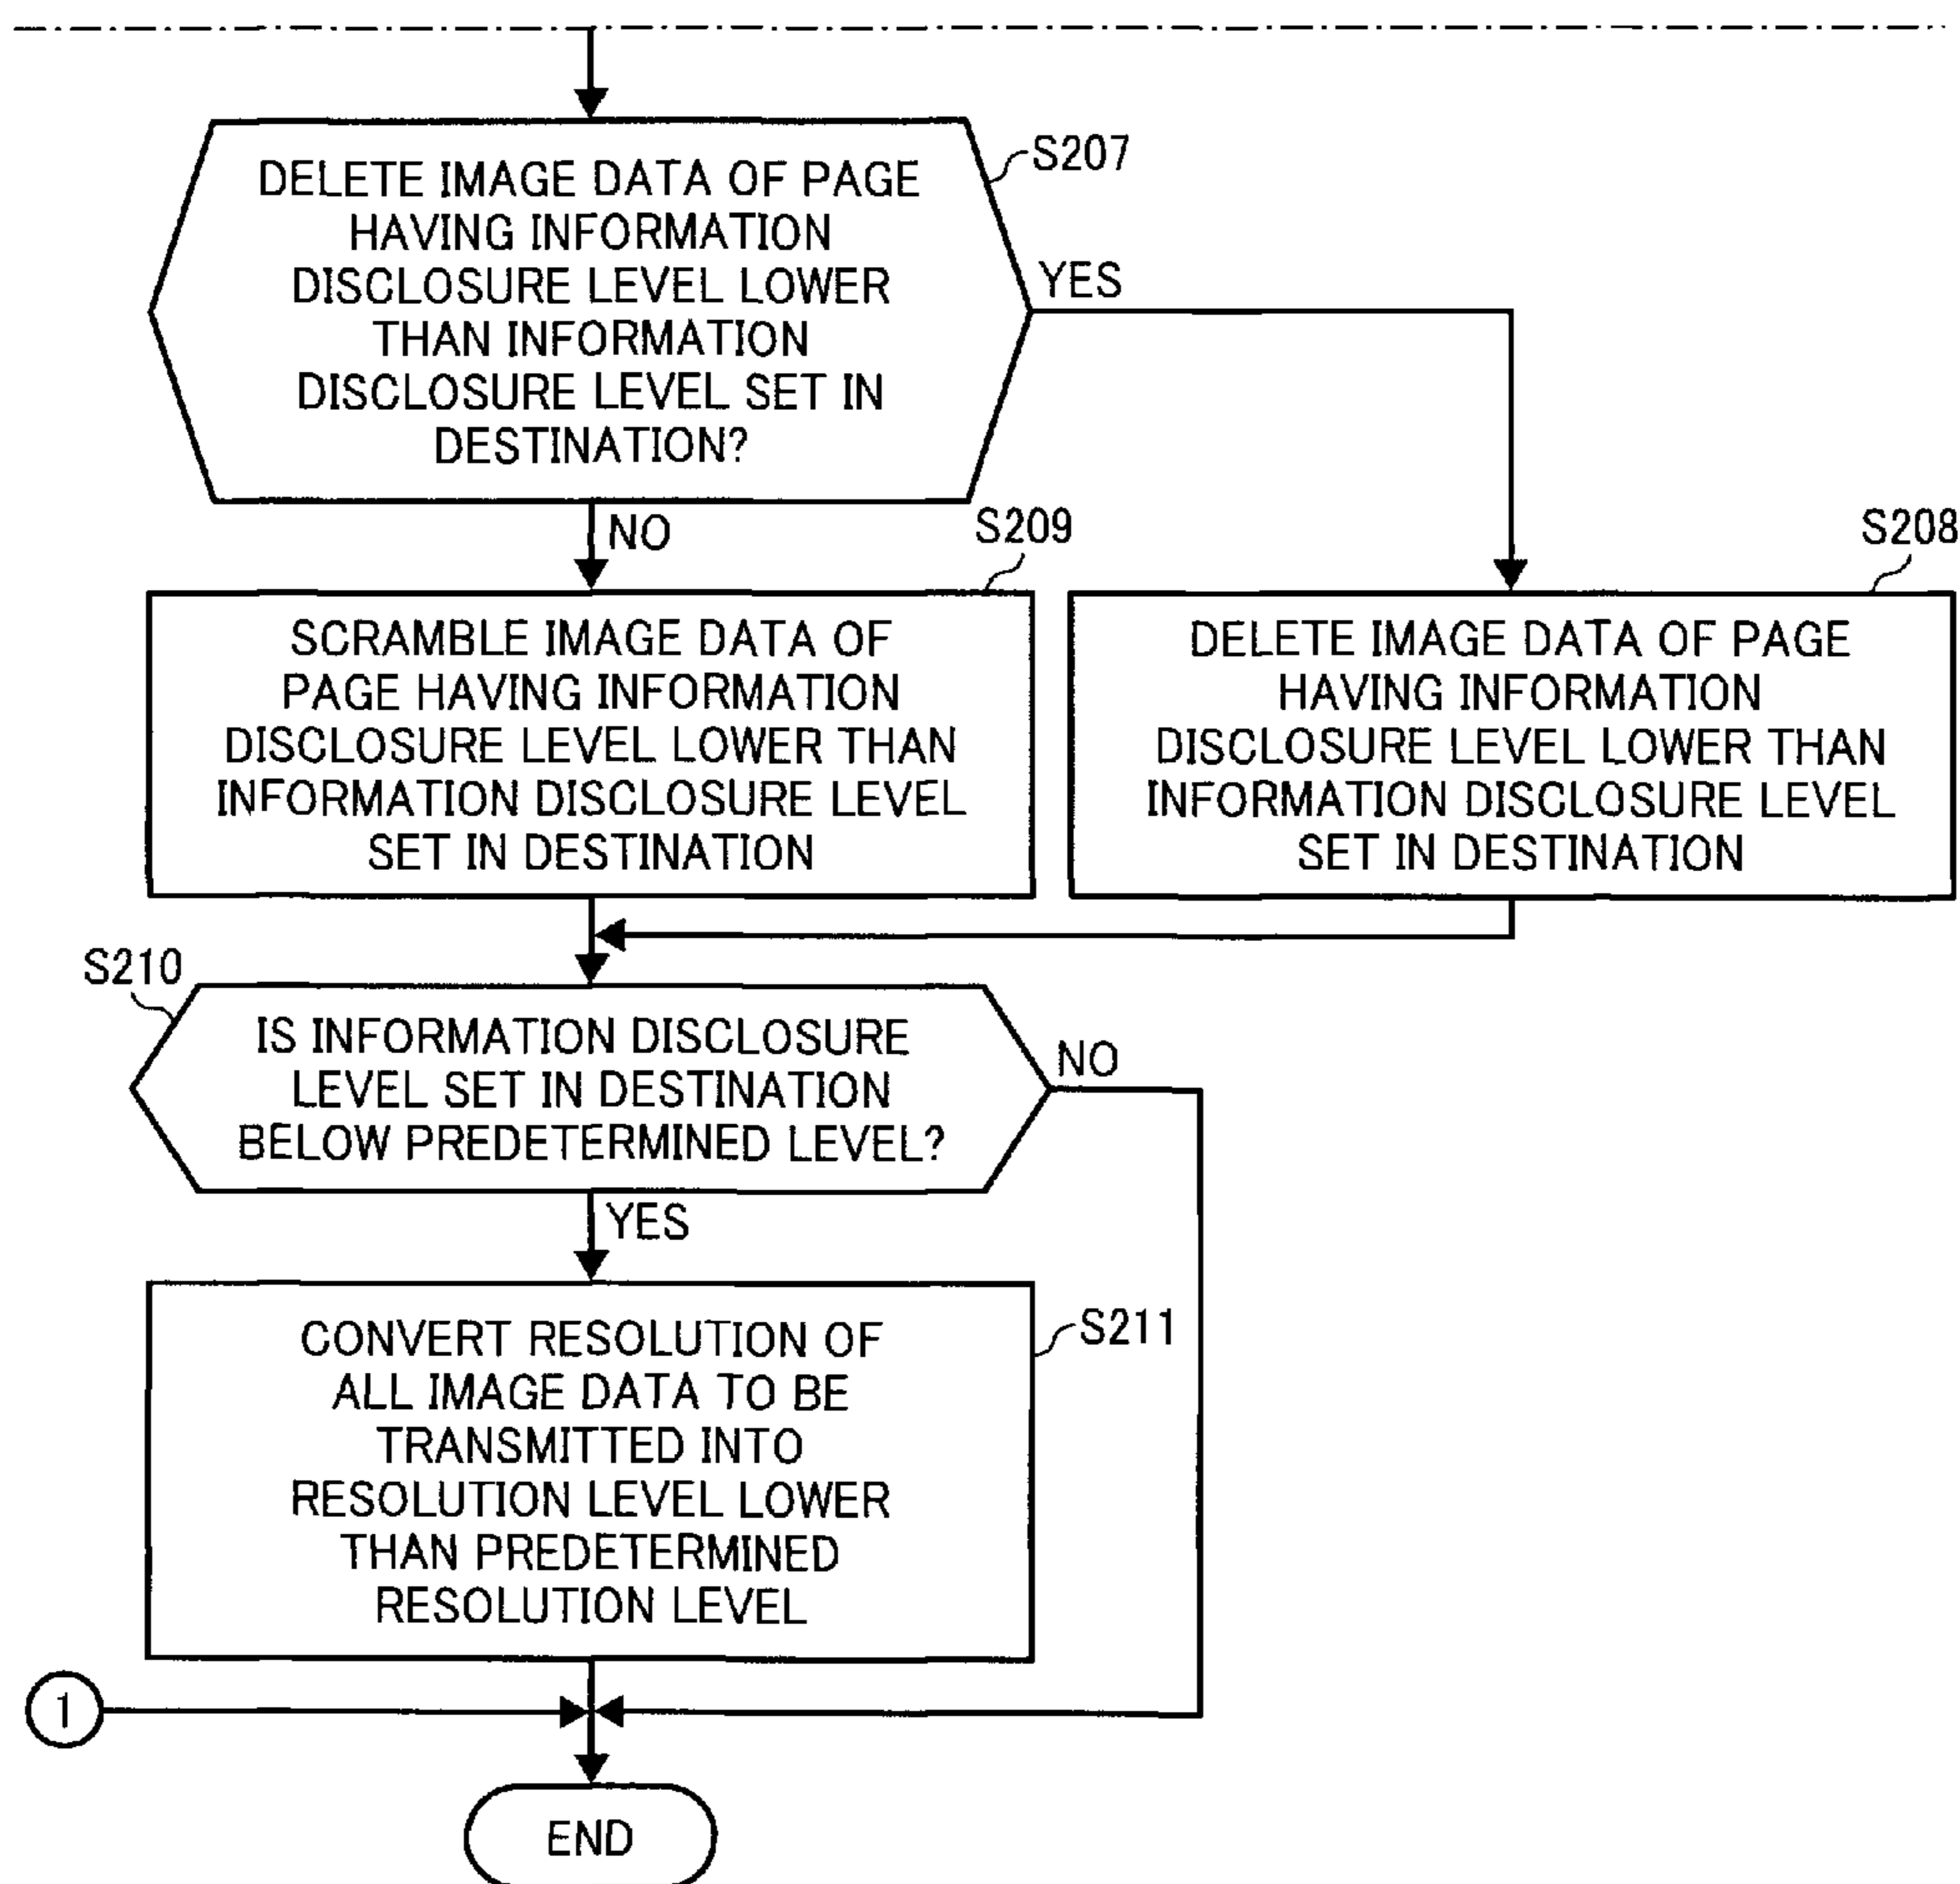 S207
DELETE IMAGE DATA OF PAGE
HAVING INFORMATION
DISCLOSURE LEVEL LOWER
THAN INFORMATION
DISCLOSURE LEVEL SET IN
DESTINATION?
YES
NO
S209
SCRAMBLE IMAGE DATA OF
PAGE HAVING INFORMATION
DISCLOSURE LEVEL LOWER THAN
INFORMATION DISCLOSURE LEVEL
SET IN DESTINATION
S208
DELETE IMAGE DATA OF PAGE
HAVING INFORMATION
DISCLOSURE LEVEL LOWER THAN
INFORMATION DISCLOSURE LEVEL
SET IN DESTINATION
S210
IS INFORMATION DISCLOSURE
LEVEL SET IN DESTINATION
BELOW PREDETERMINED LEVEL?
NO
YES
S211
CONVERT RESOLUTION OF
ALL IMAGE DATA TO BE
TRANSMITTED INTO
RESOLUTION LEVEL LOWER
THAN PREDETERMINED
RESOLUTION LEVEL
1
END